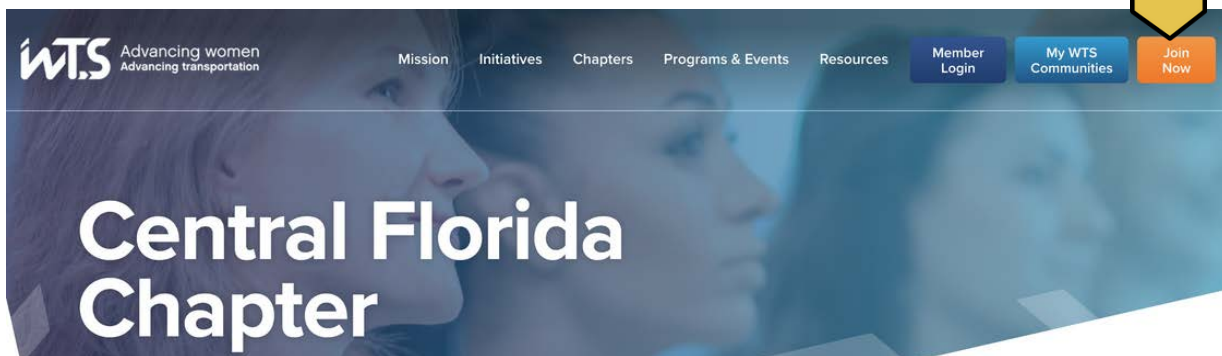 WTS
Advancing women
Advancing transportation
Mission
Initiatives
Chapters
Programs & Events
Resources
Member
Login
My WTS
Communities
Join
Now
Central Florida
Chapter